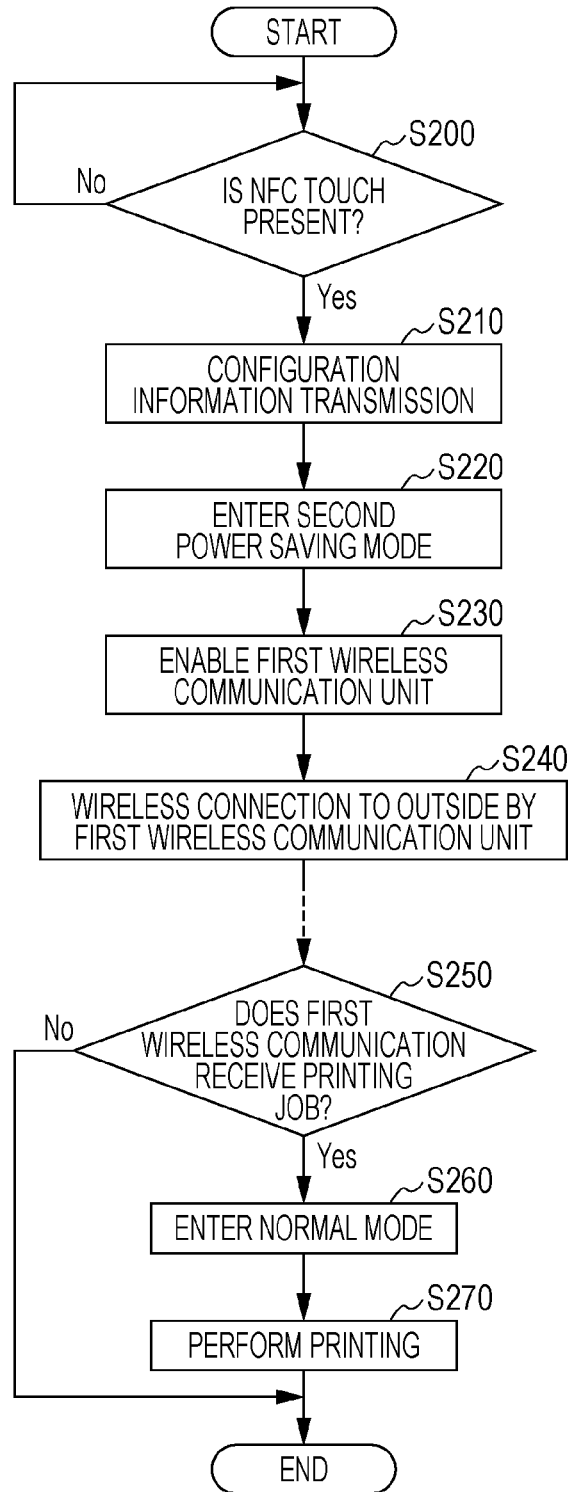 START
S200
No
IS NFC TOUCH
PRESENT?
Yes
S210
CONFIGURATION
INFORMATION TRANSMISSION
S220
ENTER SECOND
POWER SAVING MODE
S230
ENABLE FIRST WIRELESS
COMMUNICATION UNIT
S240
WIRELESS CONNECTION TO OUTSIDE BY
FIRST WIRELESS COMMUNICATION UNIT
S250
No
DOES FIRST
WIRELESS COMMUNICATION
RECEIVE PRINTING
JOB?
Yes
S260
ENTER NORMAL MODE
S270
PERFORM PRINTING
END